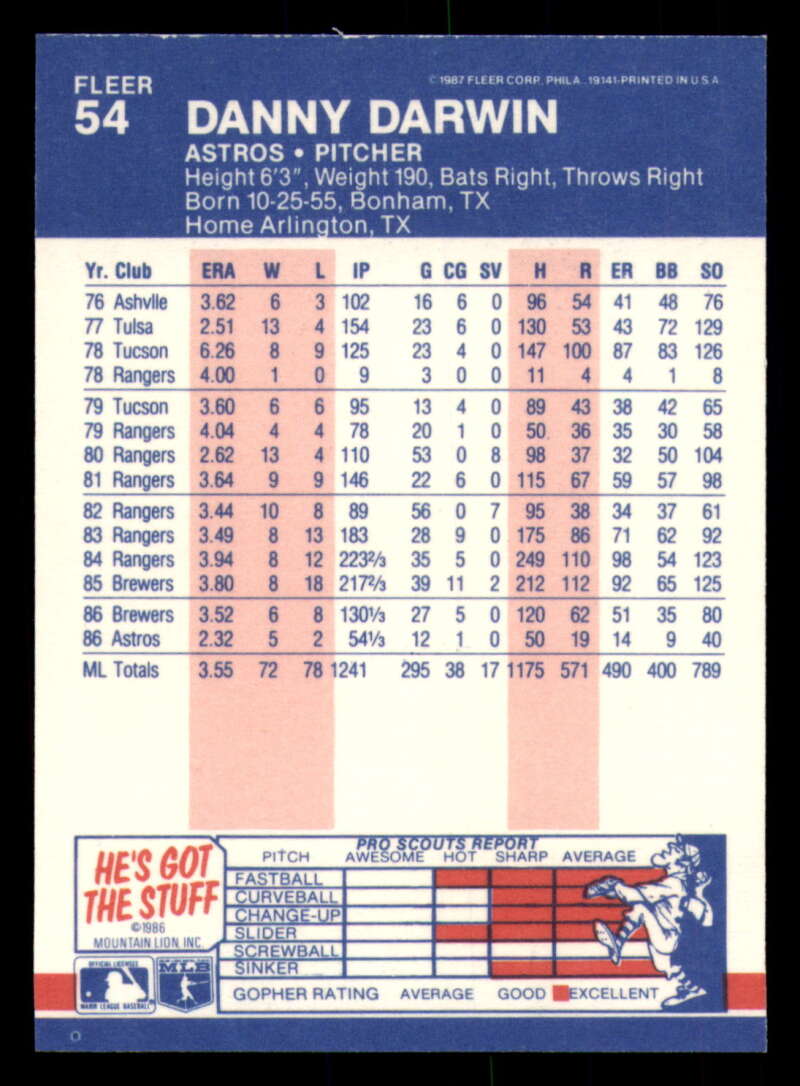 FLEER
© 1987 FLEER CORP. PHILA. 19141-PRINTED IN U.S.A.
54 DANNY DARWIN
ASTROS • PITCHER
Height 6'3", Weight 190, Bats Right, Throws Right
Born 10-25-55, Bonham, TX
Home Arlington, TX
Yr. Club ERA W L IP G CG SV H R ER BB SO
76 Ashvlle 3.62 6 3 102 16 6 0 96 54 41 48 76
77 Tulsa 2.51 13 4 154 23 6 0 130 53 43 72 129
78 Tucson 6.26 8 9 125 23 4 0 147 100 87 83 126
78 Rangers 4.00 1 0 9 3 0 0 11 4 4 1 8
79 Tucson 3.60 6 6 95 13 4 0 89 43 38 42 65
79 Rangers 4.04 4 4 78 20 1 0 50 36 35 30 58
80 Rangers 2.62 13 4 110 53 0 8 98 37 32 50 104
81 Rangers 3.64 9 9 146 22 6 0 115 67 59 57 98
82 Rangers 3.44 10 8 89 56 0 7 95 38 34 37 61
83 Rangers 3.49 8 13 183 28 9 0 175 86 71 62 92
84 Rangers 3.94 8 12 223⅔ 35 5 0 249 110 98 54 123
85 Brewers 3.80 8 18 217⅔ 39 11 2 212 112 92 65 125
86 Brewers 3.52 6 8 130⅓ 27 5 0 120 62 51 35 80
86 Astros 2.32 5 2 54⅓ 12 1 0 50 19 14 9 40
ML Totals 3.55 72 78 1241 295 38 17 1175 571 490 400 789
HE'S GOT
THE STUFF
©1986
MOUNTAIN LION, INC.
PRO SCOUTS REPORT
PITCH AWESOME HOT SHARP AVERAGE
FASTBALL
CURVEBALL
CHANGE-UP
SLIDER
SCREWBALL
SINKER
GOPHER RATING AVERAGE GOOD EXCELLENT
OFFICIAL LICENSEE
MAJOR LEAGUE BASEBALL
MLB